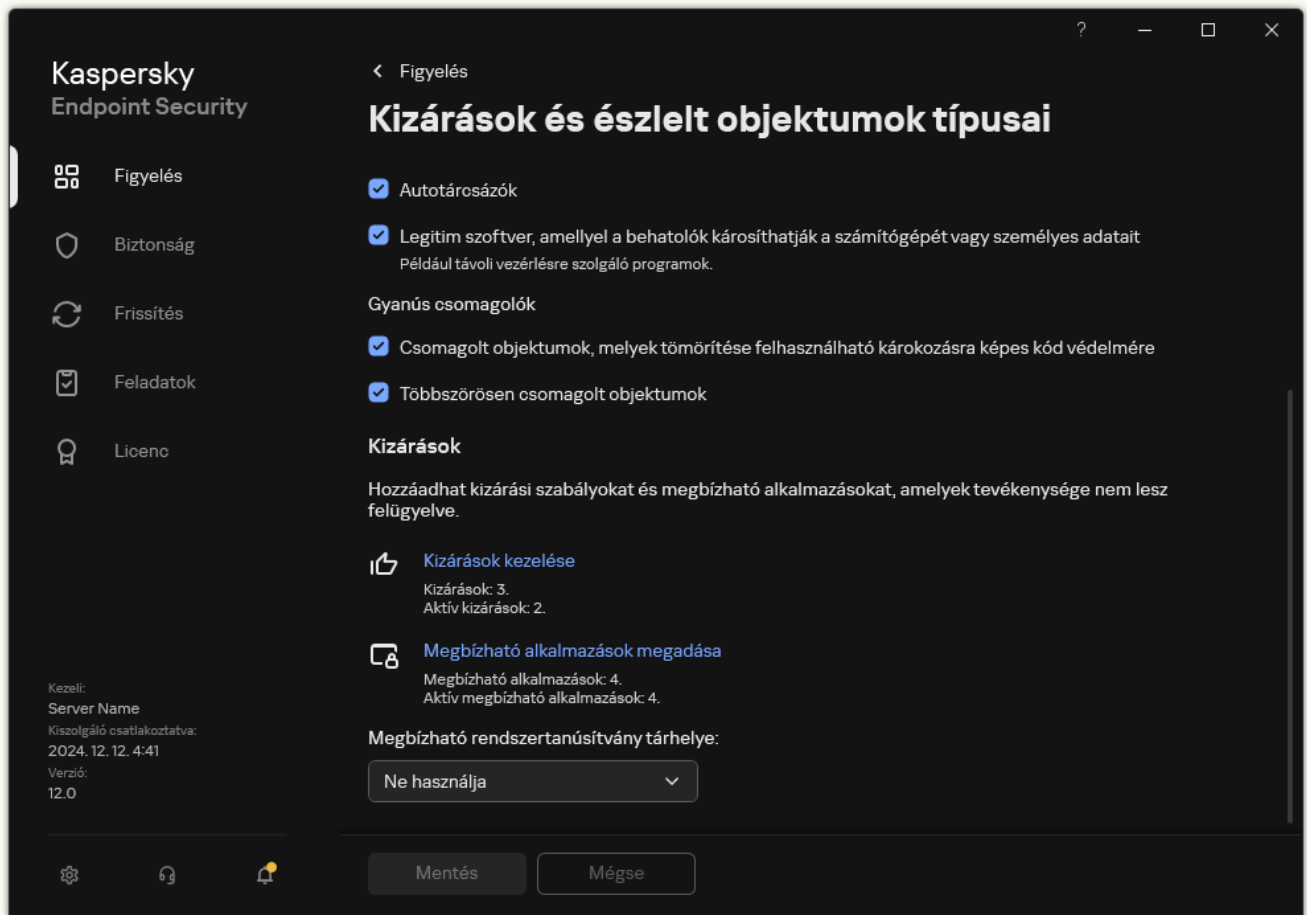 Kaspersky
Endpoint Security
Figyelés
Biztonság
Frissítés
Feladatok
Licenc
Kezeli:
Server Name
Kiszolgáló csatlakoztatva:
2024. 12. 12. 4:41
Verzió:
12.0
?
Figyelés
Kizárások és észlelt objektumok típusai
Autotárcsázók
Legitim szoftver, amellyel a behatolók károsíthatják a számítógépét vagy személyes adatait
Például távoli vezérlésre szolgáló programok.
Gyanús csomagolók
Csomagolt objektumok, melyek tömörítése felhasználható károkozásra képes kód védelmére
Többszörösen csomagolt objektumok
Kizárások
Hozzáadhat kizárási szabályokat és megbízható alkalmazásokat, amelyek tevékenysége nem lesz
felügyelve.
Kizárások kezelése
Kizárások: 3.
Aktív kizárások: 2.
Megbízható alkalmazások megadása
Megbízható alkalmazások: 4.
Aktív megbízható alkalmazások: 4.
Megbízható rendszertanúsítvány tárhelye:
Ne használja
Mentés
Mégse